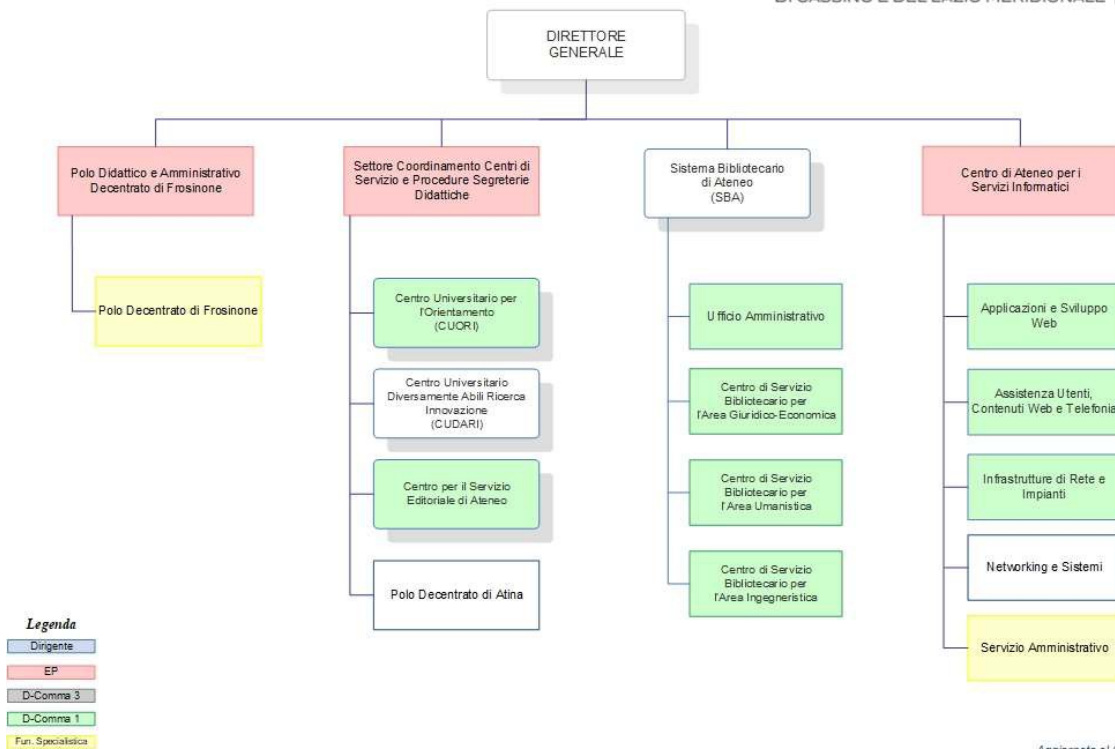 DIRETTORE
GENERALE
Polo Didattico e Amministrativo
Decentrato di Frosinone
Settore Coordinamento Centri di
Servizio e Procedure Segreterie
Didattiche
Sistema Bibliotecario
di Ateneo
(SBA)
Centro di Ateneo per i
Servizi Informatici
Polo Decentrato di Frosinone
Centro Universitario per
l'Orientamento
(CUORI)
Centro Universitario
Diversamente Abili Ricerca
Innovazione
(CUDARI)
Centro per il Servizio
Editoriale di Ateneo
Polo Decentrato di Atina
Ufficio Amministrativo
Centro di Servizio
Bibliotecario per
l'Area Giuridico-Economica
Centro di Servizio
Bibliotecario per
l'Area Umanistica
Centro di Servizio
Bibliotecario per
l'Area Ingegneristica
Applicazioni e Sviluppo
Web
Assistenza Utenti,
Contenuti Web e Telefonia
Infrastrutture di Rete e
Impianti
Networking e Sistemi
Servizio Amministrativo
Legenda
Dirigente
EP
D-Comma 3
D-Comma 1
Fun. Specialistica